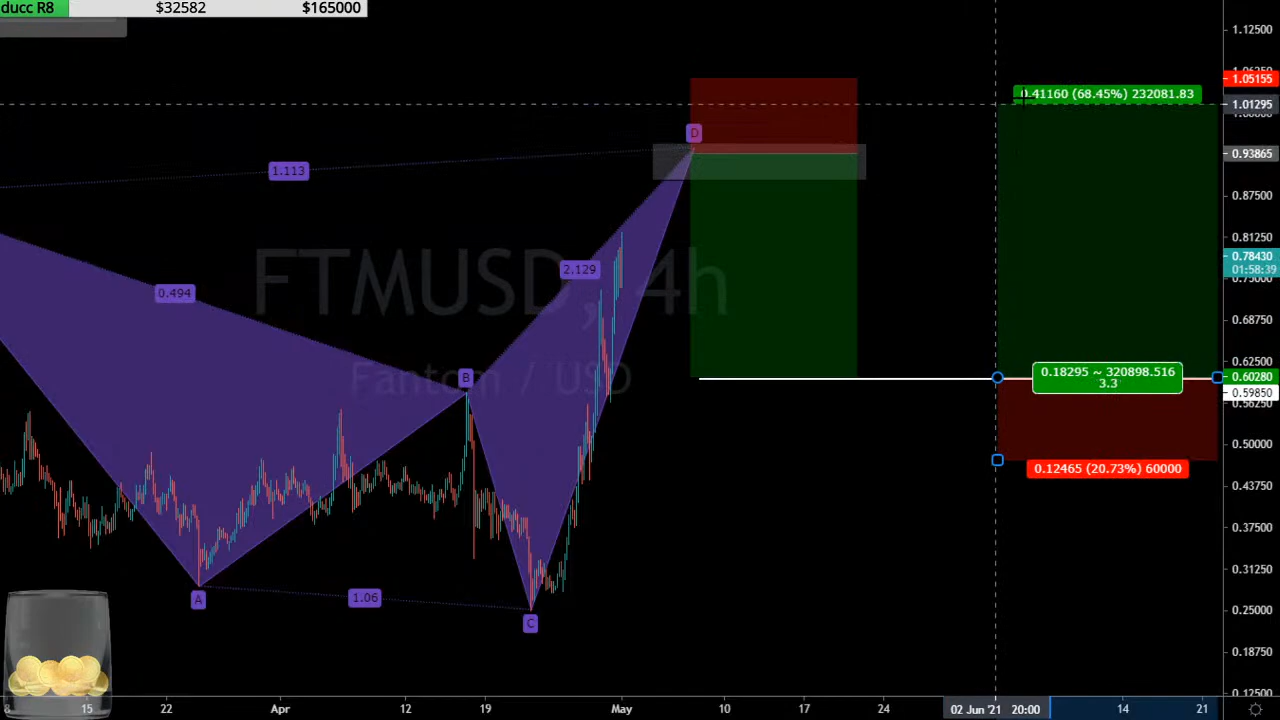 ducc R8 $32582 $165000
1.12500
1.05155
0.41160 (68.45%) 232081.83
1.01295
D
0.93865
1.113
0.87500
0.81250
FTMUSD, 4h
2.129
0.78430
01:58:39
0.494
0.68750
0.62500
Fantom / USD
B
0.18295 ~ 320898.516
3.3
0.60280
0.59850
0.50000
0.12465 (20.73%) 60000
0.43750
0.37500
0.31250
A
1.06
0.25000
C
0.18750
0.12500
15 22 Apr 12 19 May 10 17 24 02 Jun '21 20:00 14 21